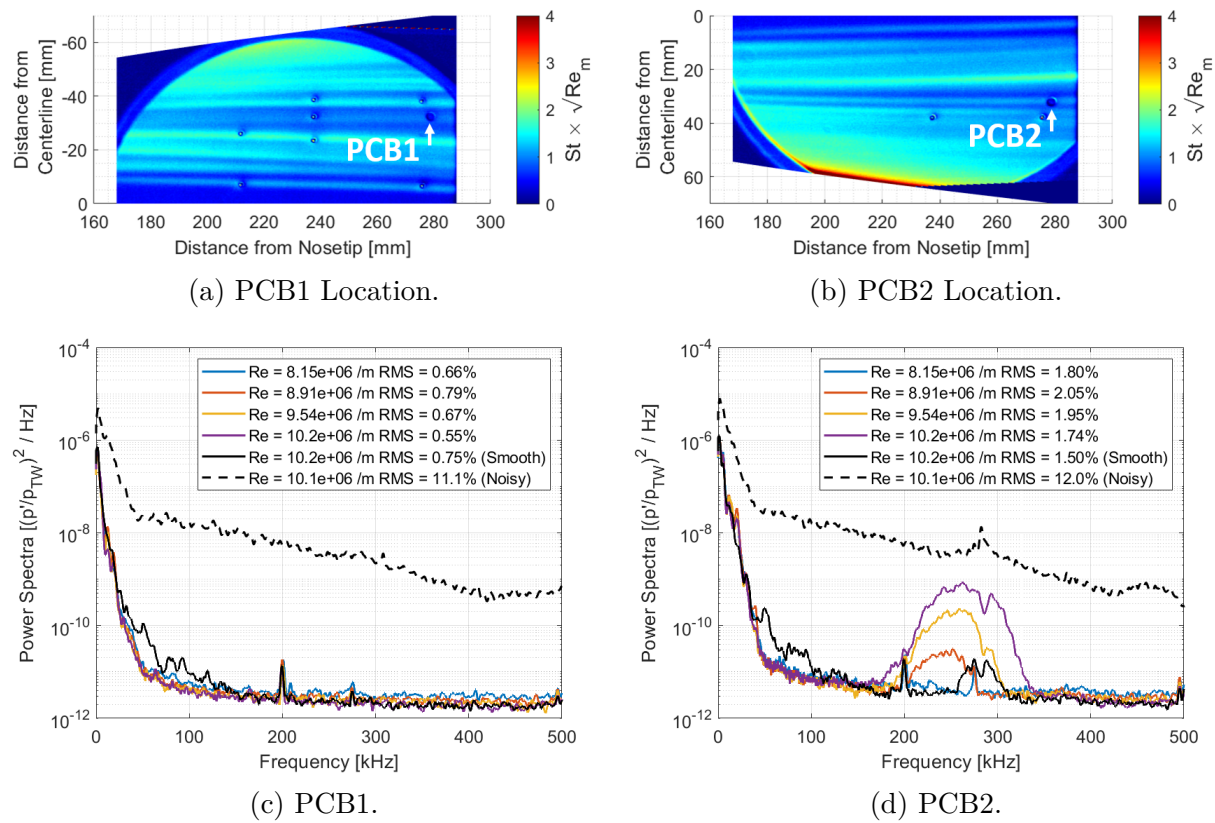 Distance from
Centerline [mm]
-60
-40
-20
0
160 180 200 220 240 260 280 300
Distance from Nosetip [mm]
PCB1
4
3
2
1
0
St × √Re_m
(a) PCB1 Location.
Distance from
Centerline [mm]
0
20
40
60
160 180 200 220 240 260 280 300
Distance from Nosetip [mm]
PCB2
4
3
2
1
0
St × √Re_m
(b) PCB2 Location.
Power Spectra [(p'/p_TW)² / Hz]
10⁻⁴
10⁻⁶
10⁻⁸
10⁻¹⁰
10⁻¹²
Re = 8.15e+06 /m RMS = 0.66%
Re = 8.91e+06 /m RMS = 0.79%
Re = 9.54e+06 /m RMS = 0.67%
Re = 10.2e+06 /m RMS = 0.55%
Re = 10.2e+06 /m RMS = 0.75% (Smooth)
Re = 10.1e+06 /m RMS = 11.1% (Noisy)
0 100 200 300 400 500
Frequency [kHz]
(c) PCB1.
Power Spectra [(p'/p_TW)² / Hz]
10⁻⁴
10⁻⁶
10⁻⁸
10⁻¹⁰
10⁻¹²
Re = 8.15e+06 /m RMS = 1.80%
Re = 8.91e+06 /m RMS = 2.05%
Re = 9.54e+06 /m RMS = 1.95%
Re = 10.2e+06 /m RMS = 1.74%
Re = 10.2e+06 /m RMS = 1.50% (Smooth)
Re = 10.1e+06 /m RMS = 12.0% (Noisy)
0 100 200 300 400 500
Frequency [kHz]
(d) PCB2.